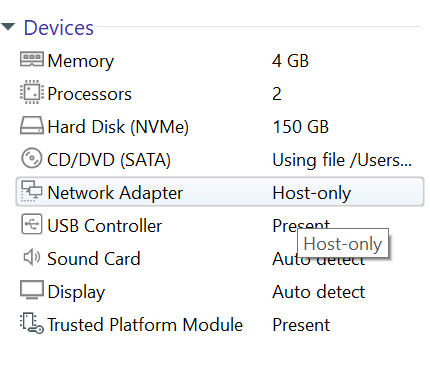 Devices
Memory 4 GB
Processors 2
Hard Disk (NVMe) 150 GB
CD/DVD (SATA) Using file /Users...
Network Adapter Host-only
USB Controller Present
Host-only
Sound Card Auto detect
Display Auto detect
Trusted Platform Module Present